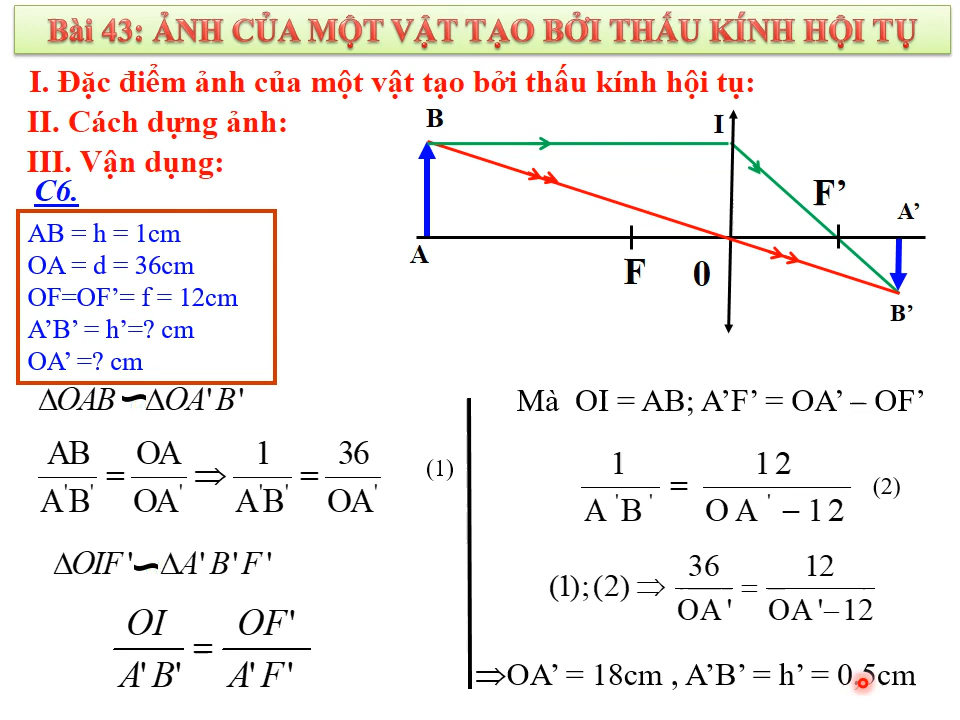 Bài 43: ẢNH CỦA MỘT VẬT TẠO BỞI THẤU KÍNH HỘI TỤ
I. Đặc điểm ảnh của một vật tạo bởi thấu kính hội tụ:
II. Cách dựng ảnh:
III. Vận dụng:
C6.
AB = h = 1cm
OA = d = 36cm
OF=OF’= f = 12cm
A’B’ = h’=? cm
OA’ =? cm
B
I
F’
A’
A
F
0
B’
ΔOAB∽ΔOA'B'
AB/A'B' = OA/OA' ⇒ 1/A'B' = 36/OA' (1)
ΔOIF'∽ΔA'B'F'
OI/A'B' = OF'/A'F'
Mà OI = AB; A’F’ = OA’ – OF’
1/A'B' = 12/OA'−12 (2)
(1);(2) ⇒ 36/OA' = 12/OA'−12
⇒OA’ = 18cm , A’B’ = h’ = 0,5cm